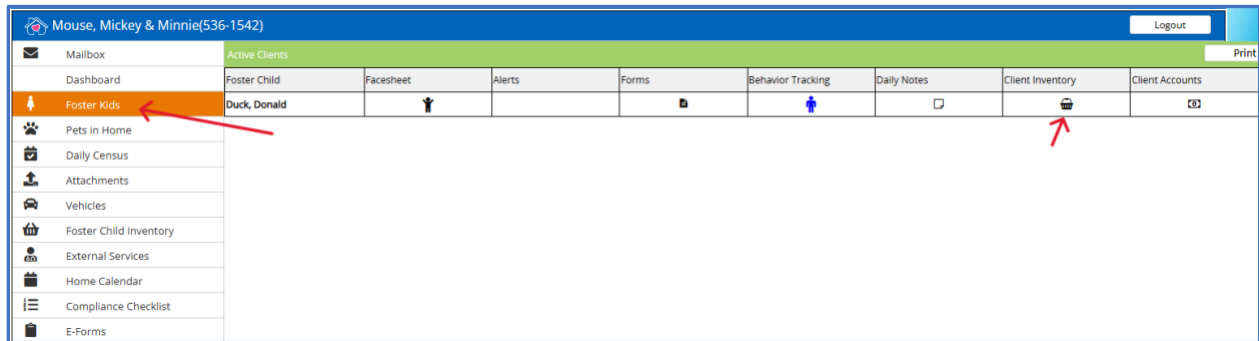 Mouse, Mickey & Minnie(536-1542)
Logout
Mailbox
Active Clients
Print
Dashboard
Foster Child
Facesheet
Alerts
Forms
Behavior Tracking
Daily Notes
Client Inventory
Client Accounts
Foster Kids
Duck, Donald
Pets in Home
Daily Census
Attachments
Vehicles
Foster Child Inventory
External Services
Home Calendar
Compliance Checklist
E-Forms